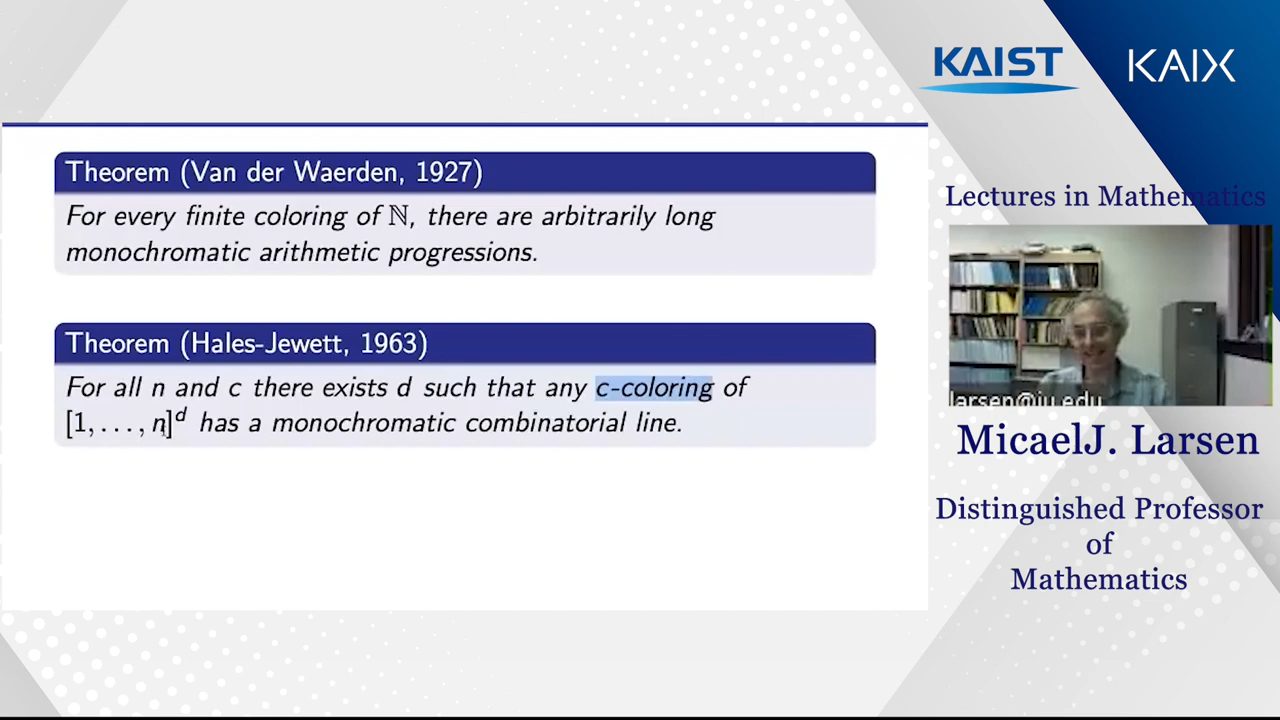 KAIST KAIX
Theorem (Van der Waerden, 1927)
For every finite coloring of ℕ, there are arbitrarily long
monochromatic arithmetic progressions.
Theorem (Hales-Jewett, 1963)
For all n and c there exists d such that any c-coloring of
[1, . . . , n]^d has a monochromatic combinatorial line.
Lectures in Mathematics
larsen@iu.edu
MicaelJ. Larsen
Distinguished Professor
of
Mathematics